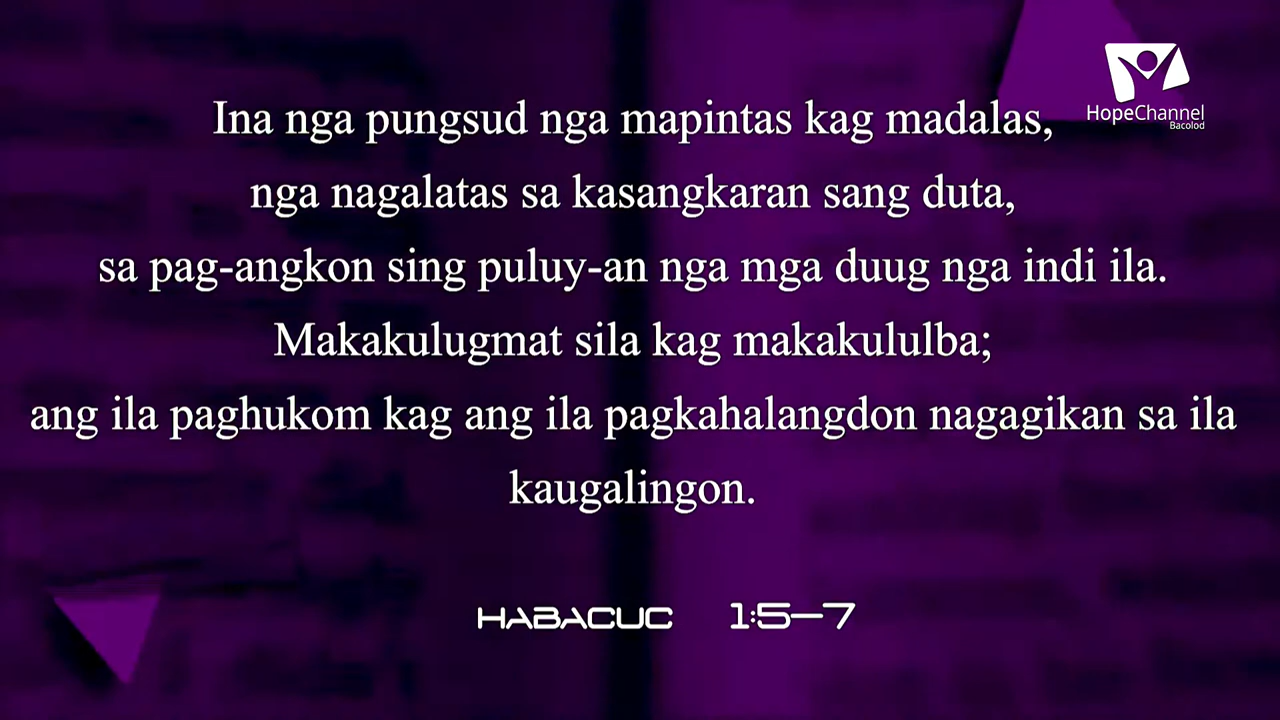 HopeChannel
Bacolod
Ina nga pungsud nga mapintas kag madalas,
nga nagalatas sa kasangkaran sang duta,
sa pag-angkon sing puluy-an nga mga duug nga indi ila.
Makakulugmat sila kag makakululba;
ang ila paghukom kag ang ila pagkahalangdon nagagikan sa ila
kaugalingon.
HABACUC 1:5-7